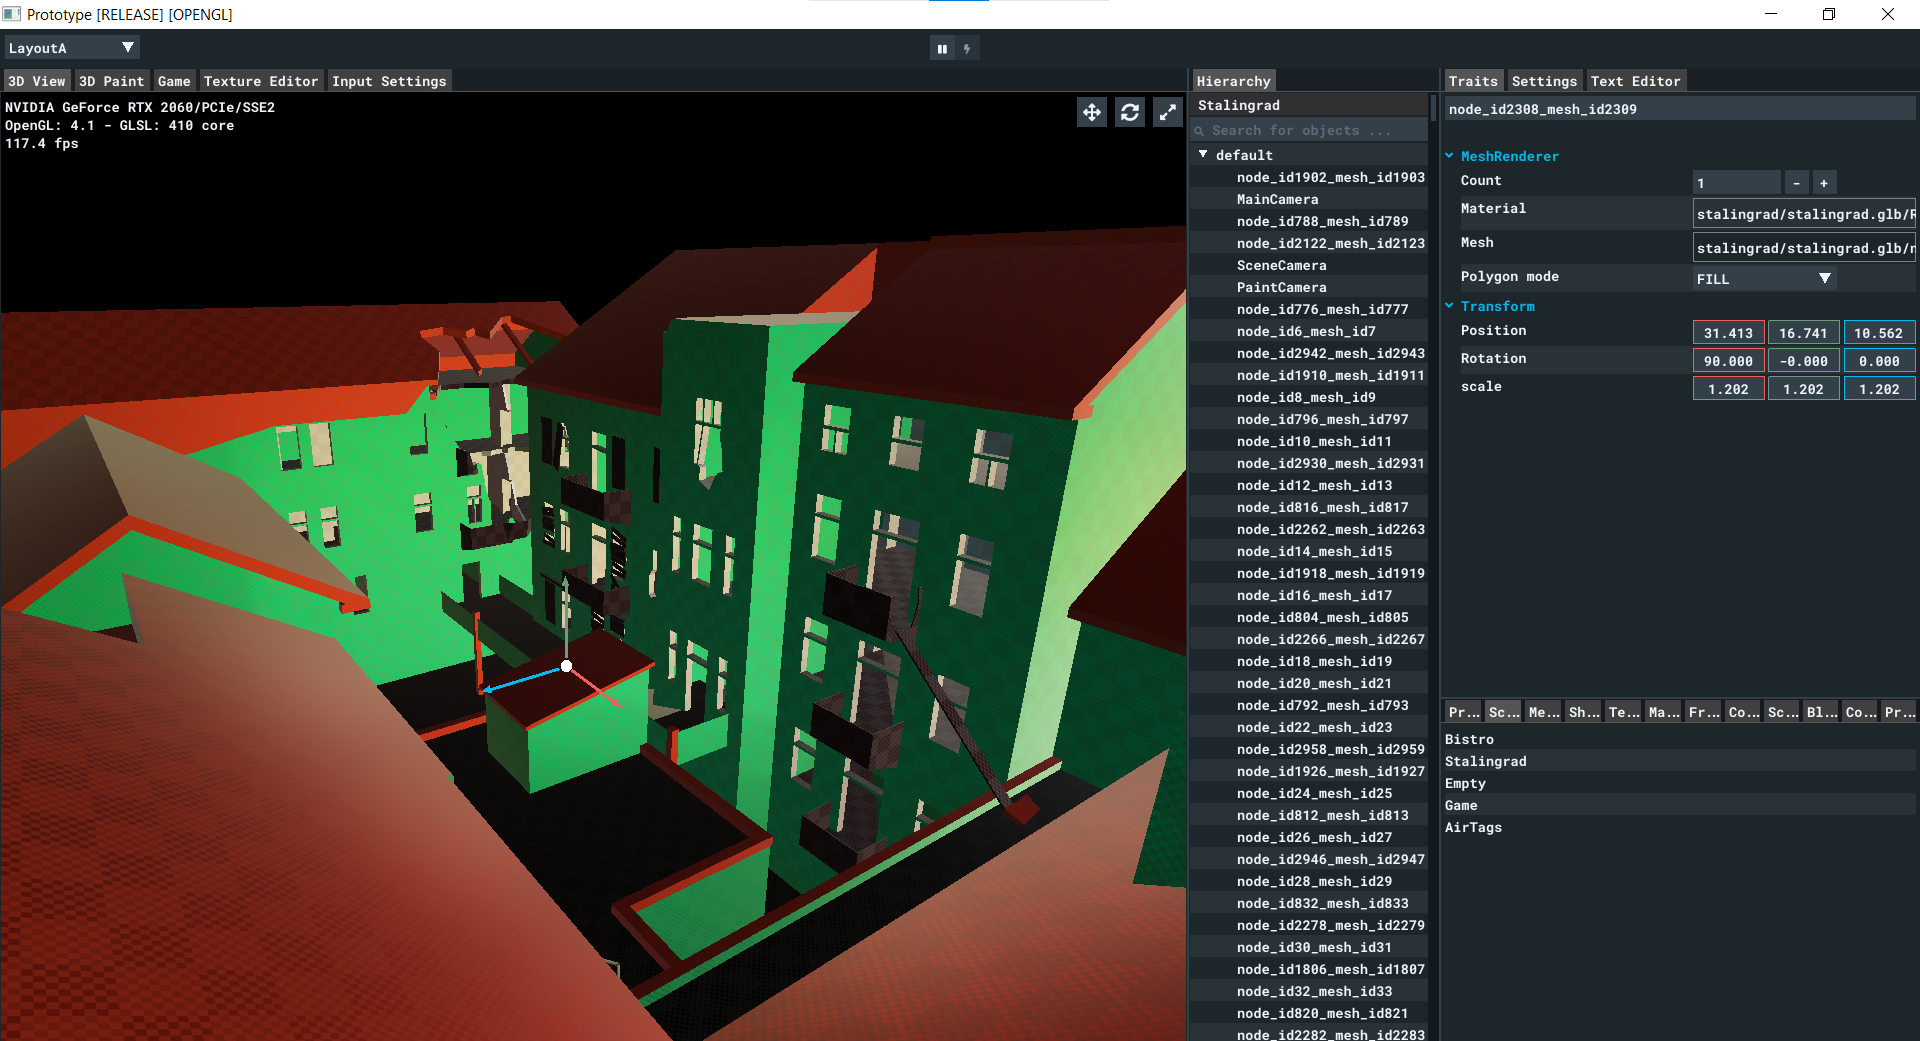 Prototype [RELEASE] [OPENGL]
LayoutA
3D View
3D Paint
Game
Texture Editor
Input Settings
NVIDIA GeForce RTX 2060/PCIe/SSE2
OpenGL: 4.1 - GLSL: 410 core
117.4 fps
Hierarchy
Stalingrad
Search for objects ...
default
node_id1902_mesh_id1903
MainCamera
node_id788_mesh_id789
node_id2122_mesh_id2123
SceneCamera
PaintCamera
node_id776_mesh_id777
node_id6_mesh_id7
node_id2942_mesh_id2943
node_id1910_mesh_id1911
node_id8_mesh_id9
node_id796_mesh_id797
node_id10_mesh_id11
node_id2930_mesh_id2931
node_id12_mesh_id13
node_id816_mesh_id817
node_id2262_mesh_id2263
node_id14_mesh_id15
node_id1918_mesh_id1919
node_id16_mesh_id17
node_id804_mesh_id805
node_id2266_mesh_id2267
node_id18_mesh_id19
node_id20_mesh_id21
node_id792_mesh_id793
node_id22_mesh_id23
node_id2958_mesh_id2959
node_id1926_mesh_id1927
node_id24_mesh_id25
node_id812_mesh_id813
node_id26_mesh_id27
node_id2946_mesh_id2947
node_id28_mesh_id29
node_id832_mesh_id833
node_id2278_mesh_id2279
node_id30_mesh_id31
node_id1806_mesh_id1807
node_id32_mesh_id33
node_id820_mesh_id821
node_id2282_mesh_id2283
Traits
Settings
Text Editor
node_id2308_mesh_id2309
MeshRenderer
Count 1 - +
Material stalingrad/stalingrad.glb/
Mesh stalingrad/stalingrad.glb/
Polygon mode FILL
Transform
Position 31.413 16.741 10.562
Rotation 90.000 -0.000 0.000
scale 1.202 1.202 1.202
Pr... Sc... Me... Sh... Te... Ma... Fr... Co... Sc... Bl... Co... Pr...
Bistro
Stalingrad
Empty
Game
AirTags